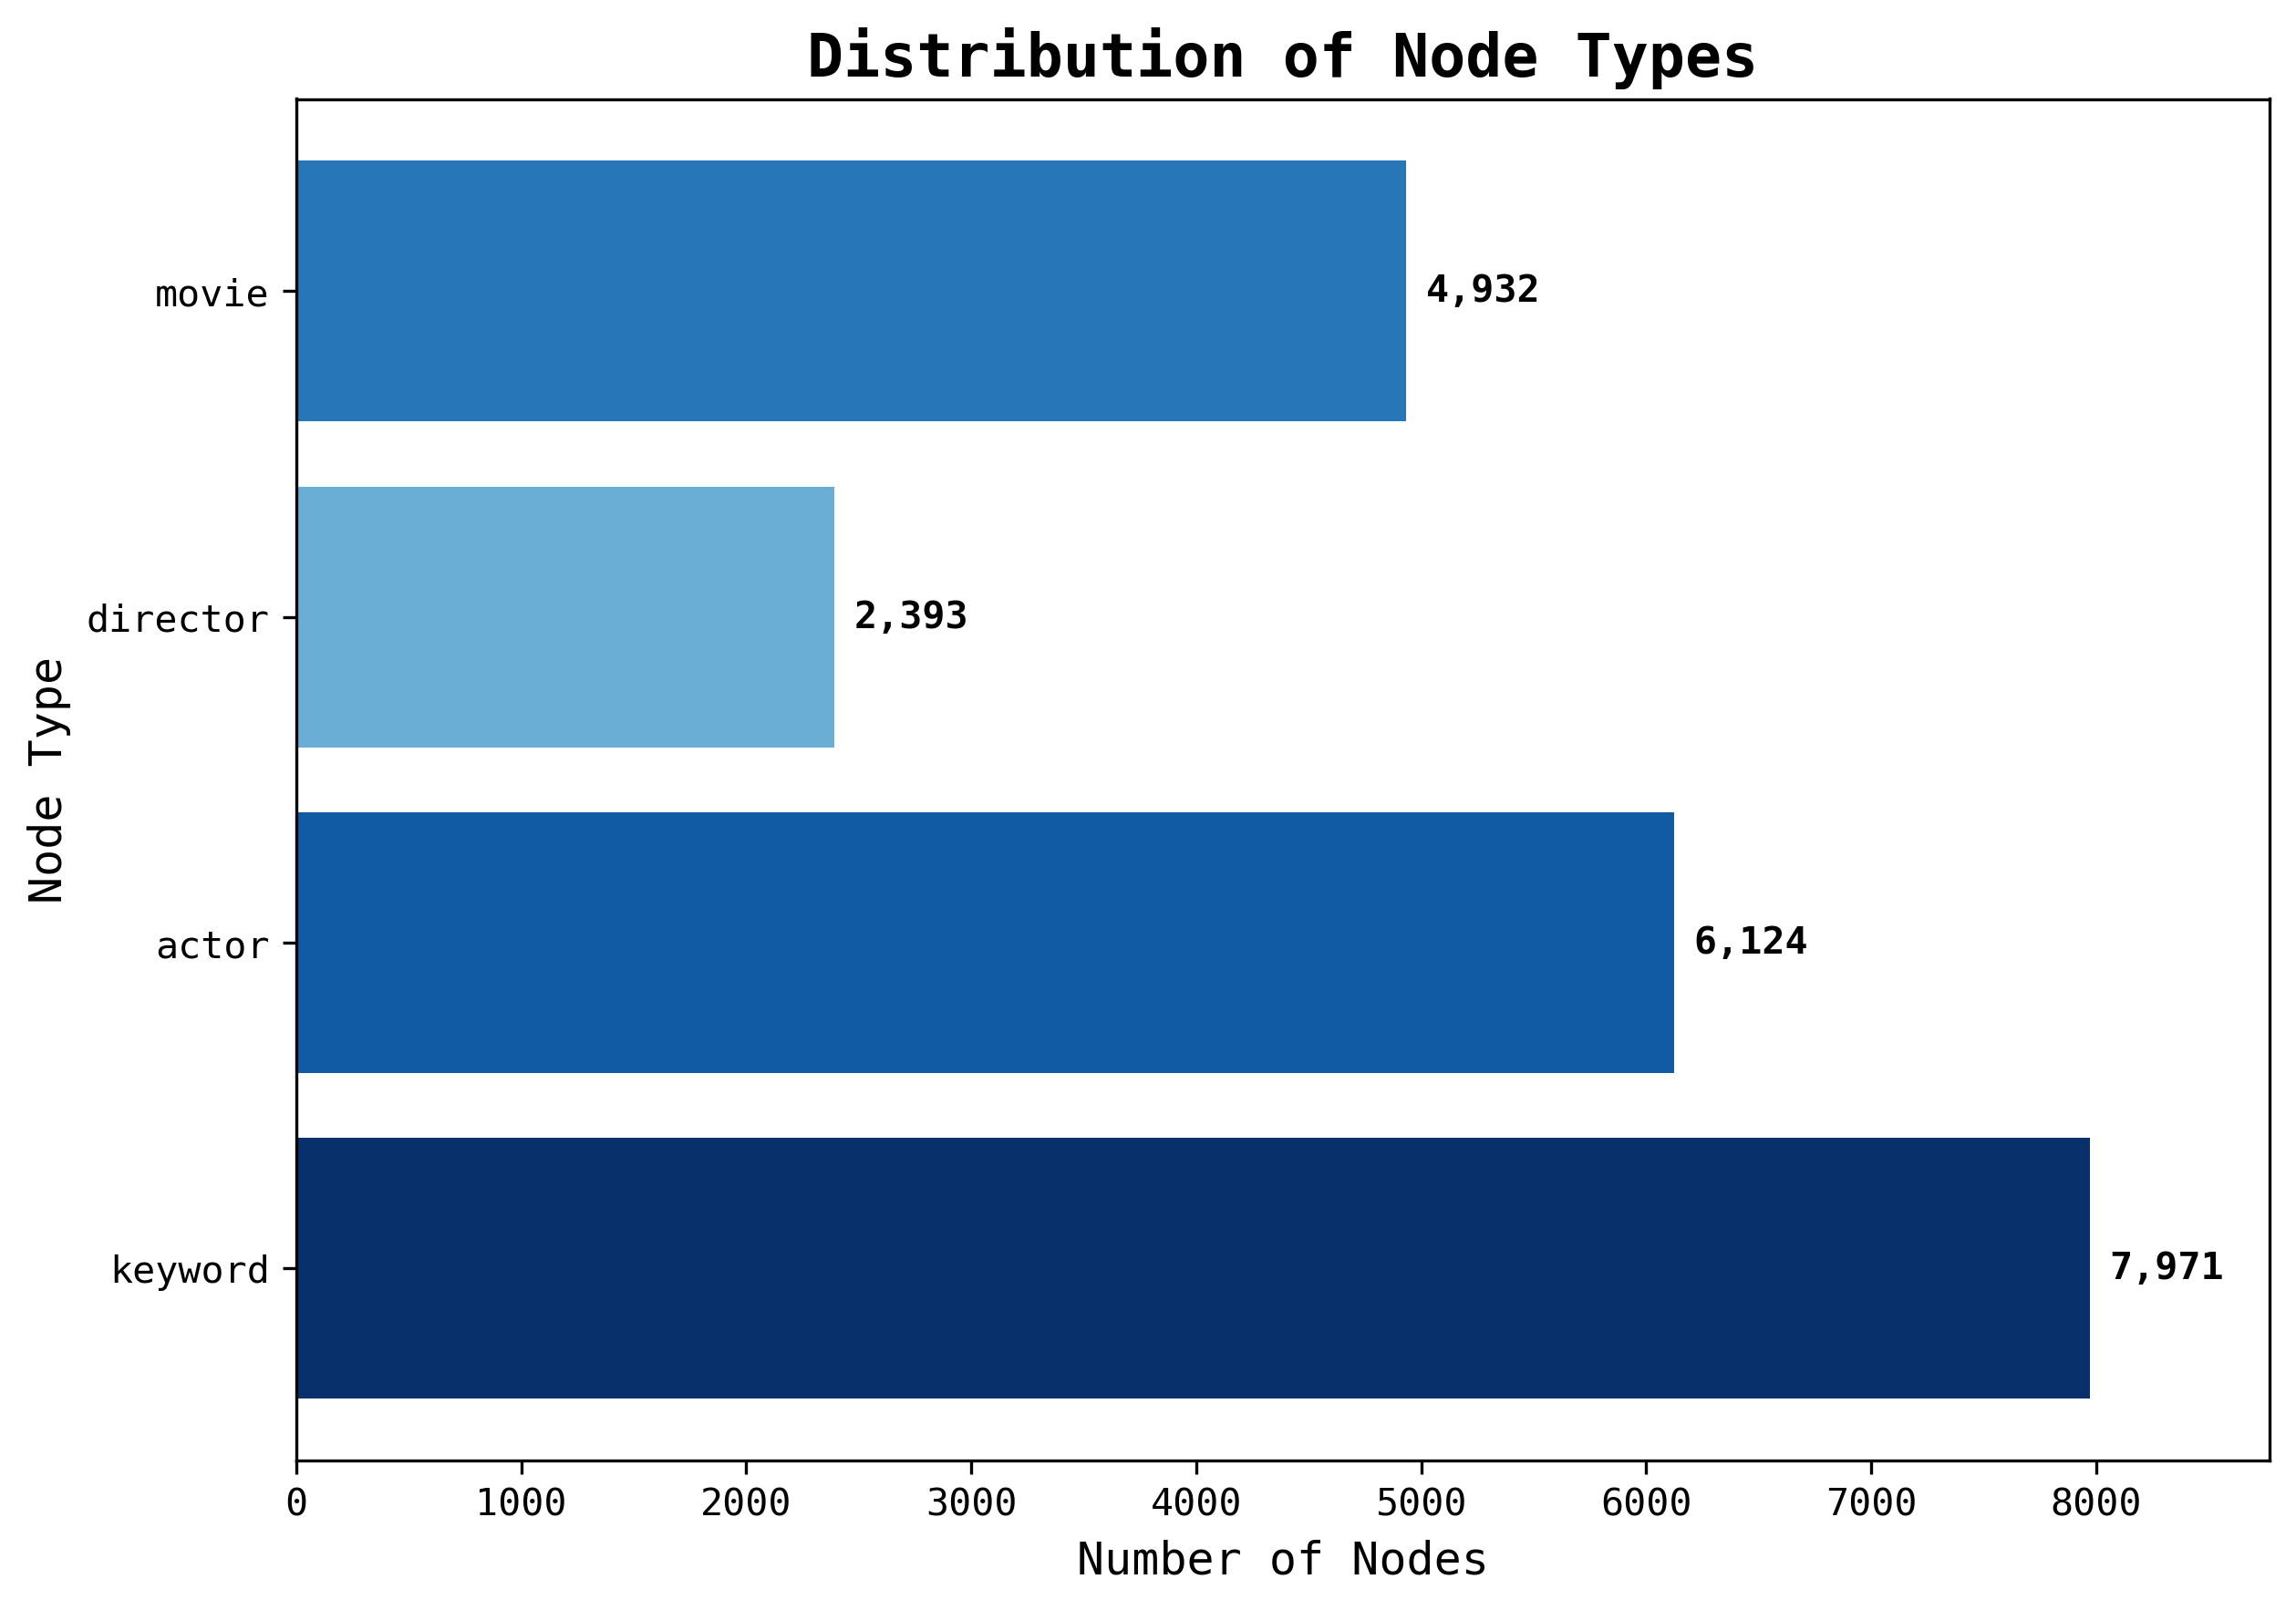 Distribution of Node Types
movie
4,932
director
2,393
actor
6,124
keyword
7,971
Node Type
0 1000 2000 3000 4000 5000 6000 7000 8000
Number of Nodes